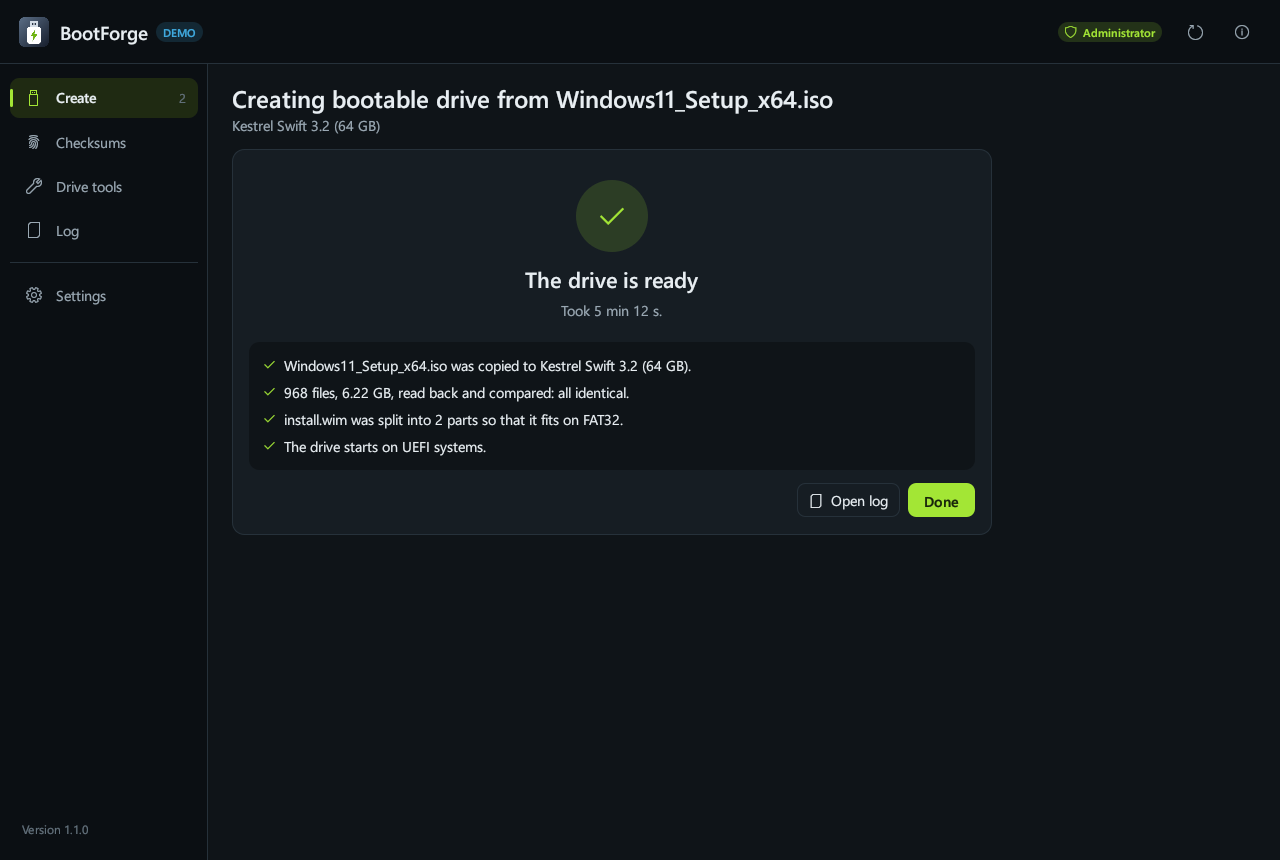 BootForge DEMO
Administrator
Create 2
Checksums
Drive tools
Log
Settings
Version 1.1.0
Creating bootable drive from Windows11_Setup_x64.iso
Kestrel Swift 3.2 (64 GB)
The drive is ready
Took 5 min 12 s.
Windows11_Setup_x64.iso was copied to Kestrel Swift 3.2 (64 GB).
968 files, 6.22 GB, read back and compared: all identical.
install.wim was split into 2 parts so that it fits on FAT32.
The drive starts on UEFI systems.
Open log
Done